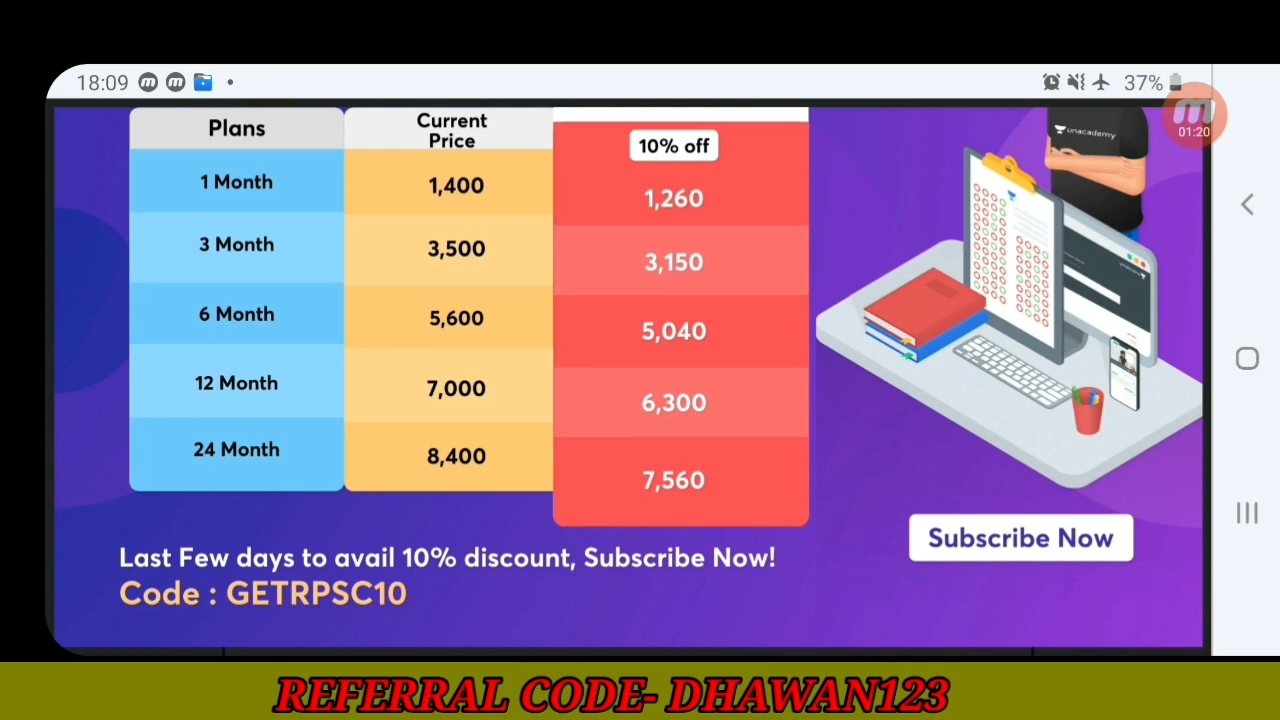 18:09
37%
01:20
Plans
Current
Price
10% off
1 Month
1,400
1,260
3 Month
3,500
3,150
6 Month
5,600
5,040
12 Month
7,000
6,300
24 Month
8,400
7,560
unacademy
Last Few days to avail 10% discount, Subscribe Now!
Code : GETRPSC10
Subscribe Now
REFERRAL CODE- DHAWAN123